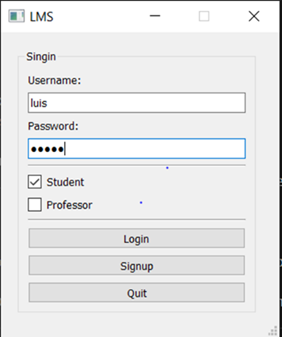 LMS
Singin
Username:
luis
Password:
●●●●●
Student
Professor
Login
Signup
Quit